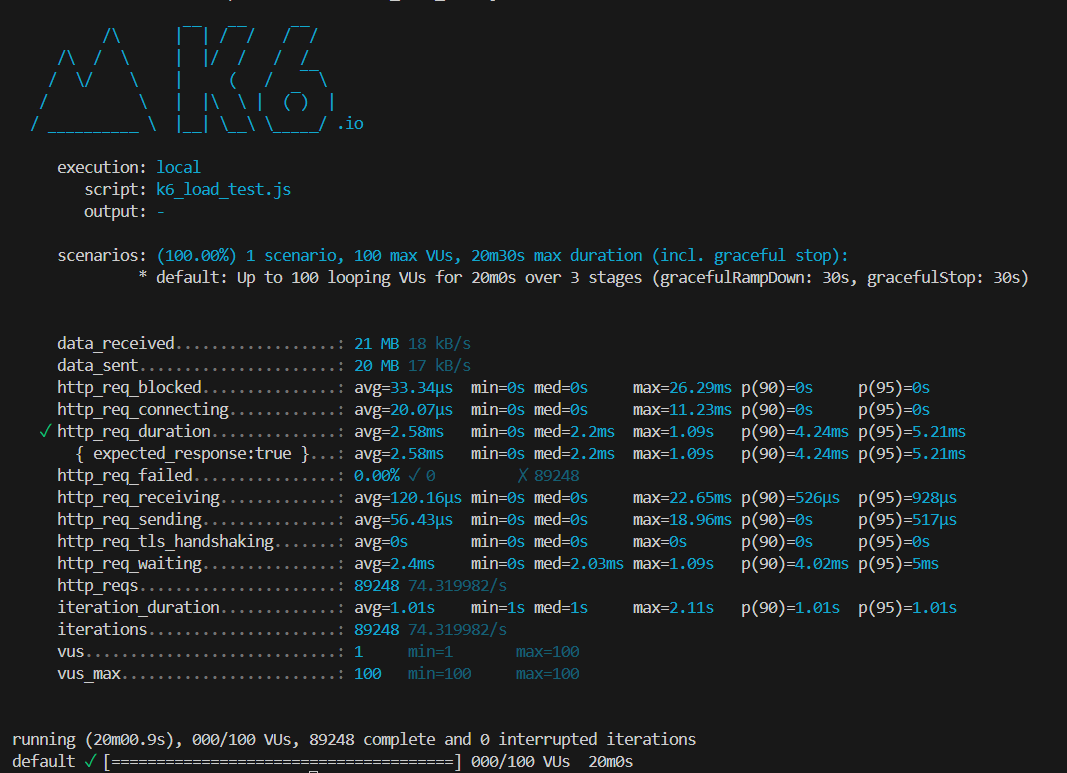 /\      |‾‾| /‾‾/   /‾‾/
     /\  /  \     |  |/  /   /  /
    /  \/    \    |     (   /   ‾‾\
   /          \   |  |\  \ |  (‾)  |
  / __________ \  |__| \__\ \_____/ .io
execution: local
script: k6_load_test.js
output: -
scenarios: (100.00%) 1 scenario, 100 max VUs, 20m30s max duration (incl. graceful stop):
* default: Up to 100 looping VUs for 20m0s over 3 stages (gracefulRampDown: 30s, gracefulStop: 30s)
data_received..................: 21 MB 18 kB/s
data_sent......................: 20 MB 17 kB/s
http_req_blocked...............: avg=33.34µs min=0s med=0s max=26.29ms p(90)=0s p(95)=0s
http_req_connecting............: avg=20.07µs min=0s med=0s max=11.23ms p(90)=0s p(95)=0s
✓ http_req_duration..............: avg=2.58ms min=0s med=2.2ms max=1.09s p(90)=4.24ms p(95)=5.21ms
{ expected_response:true }...: avg=2.58ms min=0s med=2.2ms max=1.09s p(90)=4.24ms p(95)=5.21ms
http_req_failed................: 0.00% ✓ 0 ✗ 89248
http_req_receiving.............: avg=120.16µs min=0s med=0s max=22.65ms p(90)=526µs p(95)=928µs
http_req_sending...............: avg=56.43µs min=0s med=0s max=18.96ms p(90)=0s p(95)=517µs
http_req_tls_handshaking.......: avg=0s min=0s med=0s max=0s p(90)=0s p(95)=0s
http_req_waiting...............: avg=2.4ms min=0s med=2.03ms max=1.09s p(90)=4.02ms p(95)=5ms
http_reqs......................: 89248 74.319982/s
iteration_duration.............: avg=1.01s min=1s med=1s max=2.11s p(90)=1.01s p(95)=1.01s
iterations.....................: 89248 74.319982/s
vus............................: 1 min=1 max=100
vus_max........................: 100 min=100 max=100
running (20m00.9s), 000/100 VUs, 89248 complete and 0 interrupted iterations
default ✓ [======================================] 000/100 VUs 20m0s